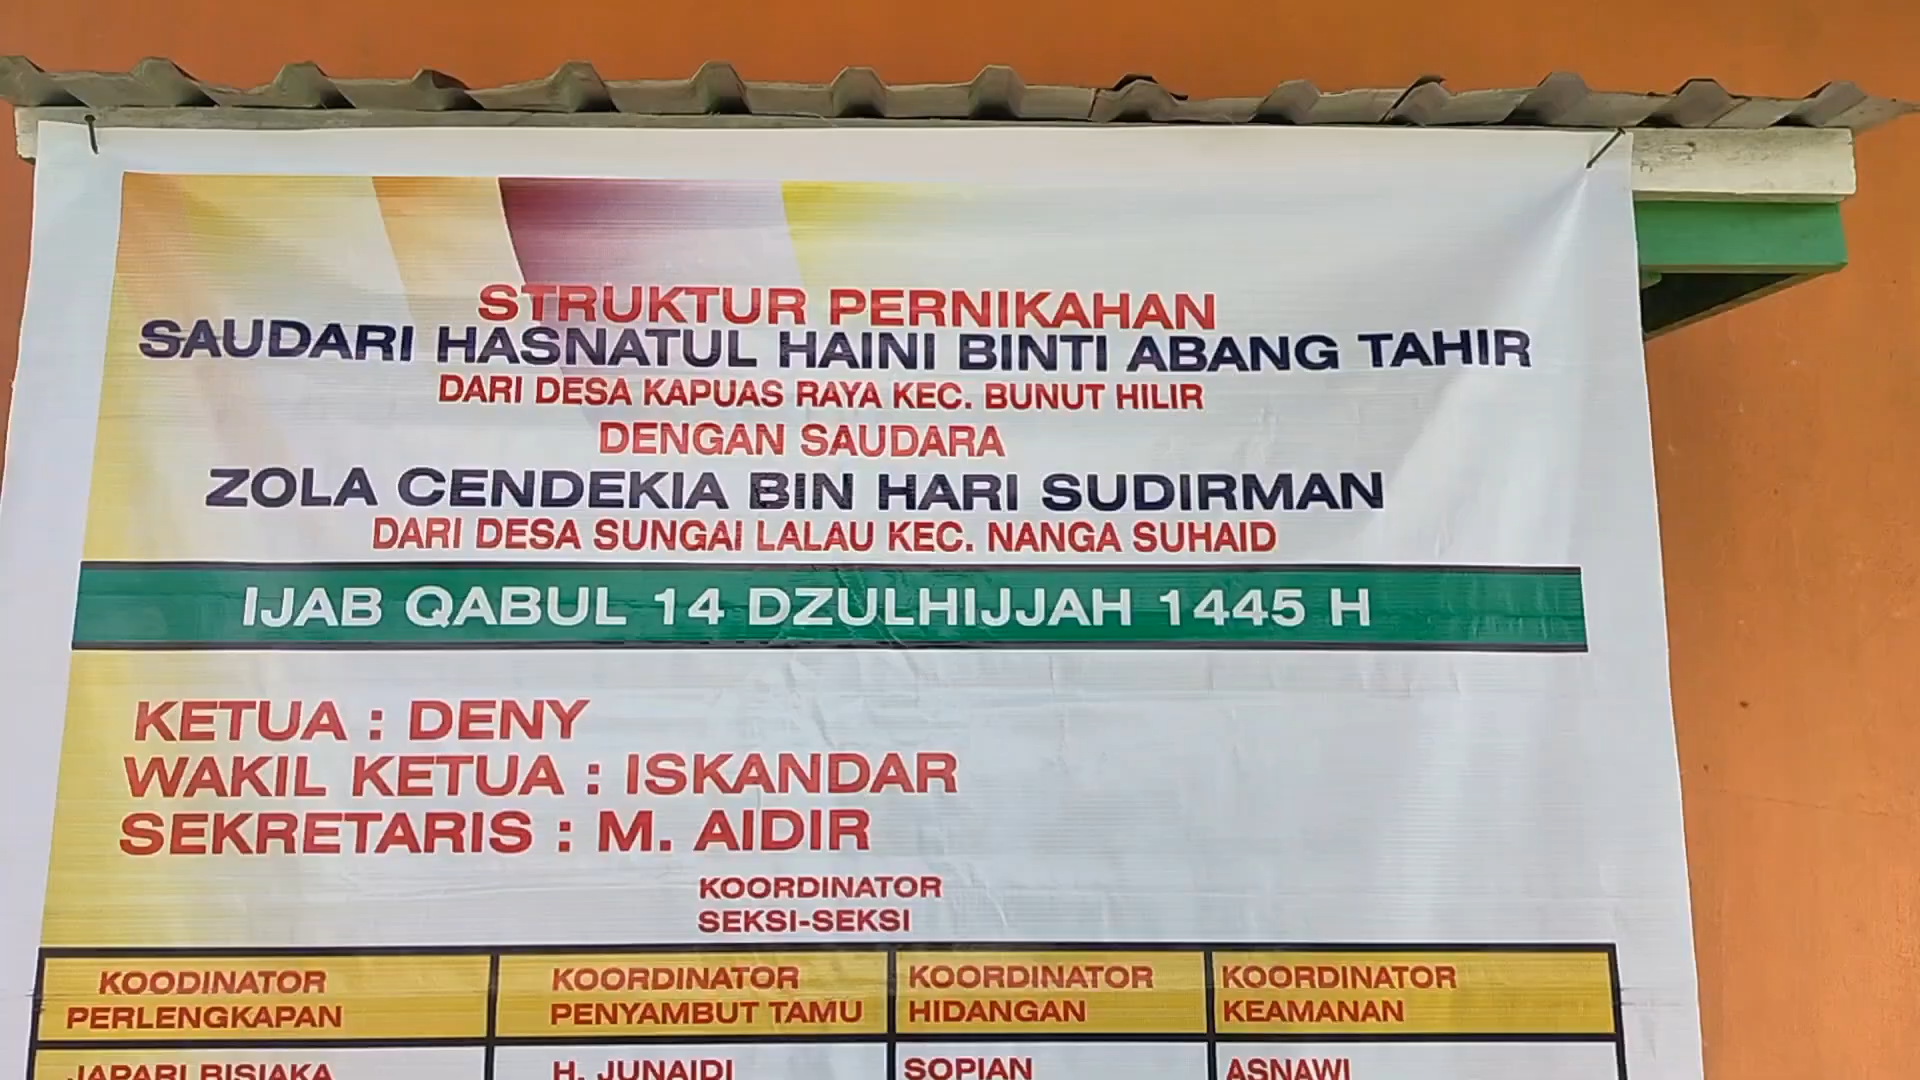 STRUKTUR PERNIKAHAN
SAUDARI HASNATUL HAINI BINTI ABANG TAHIR
DARI DESA KAPUAS RAYA KEC. BUNUT HILIR
DENGAN SAUDARA
ZOLA CENDEKIA BIN HARI SUDIRMAN
DARI DESA SUNGAI LALAU KEC. NANGA SUHAID
IJAB QABUL 14 DZULHIJJAH 1445 H
KETUA : DENY
WAKIL KETUA : ISKANDAR
SEKRETARIS : M. AIDIR
KOORDINATOR
SEKSI-SEKSI
KOODINATOR
PERLENGKAPAN
KOORDINATOR
PENYAMBUT TAMU
KOORDINATOR
HIDANGAN
KOORDINATOR
KEAMANAN
JAPARI RISIAKA
H. JUNAIDI
SOPIAN
ASNAWI